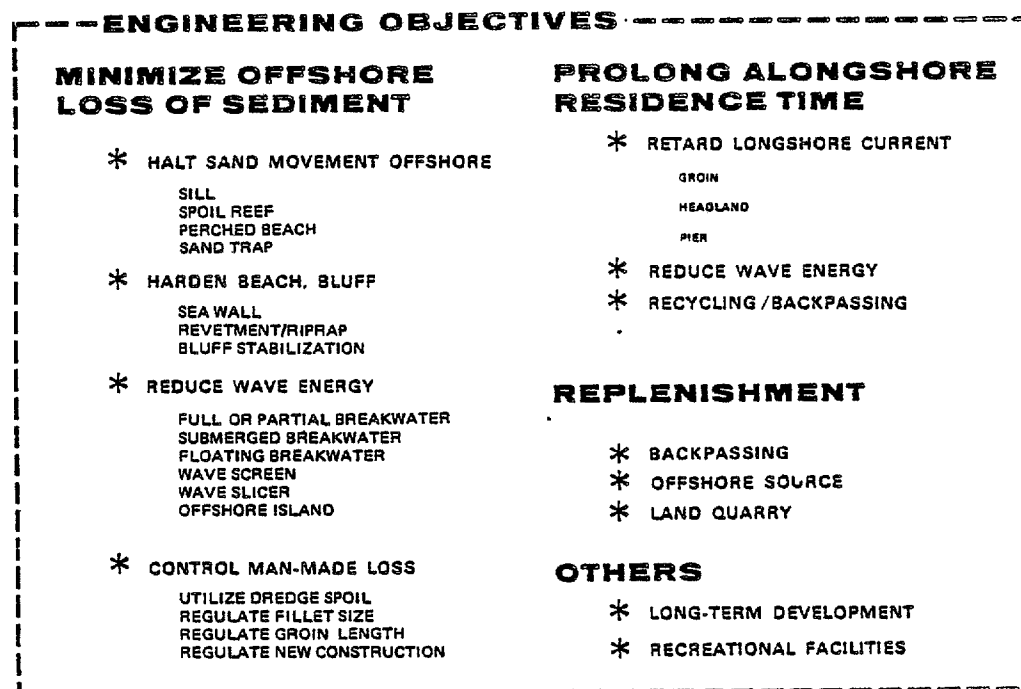 ENGINEERING OBJECTIVES
MINIMIZE OFFSHORE
LOSS OF SEDIMENT
* HALT SAND MOVEMENT OFFSHORE
SILL
SPOIL REEF
PERCHED BEACH
SAND TRAP
* HARDEN BEACH, BLUFF
SEA WALL
REVETMENT/RIPRAP
BLUFF STABILIZATION
* REDUCE WAVE ENERGY
FULL OR PARTIAL BREAKWATER
SUBMERGED BREAKWATER
FLOATING BREAKWATER
WAVE SCREEN
WAVE SLICER
OFFSHORE ISLAND
* CONTROL MAN-MADE LOSS
UTILIZE DREDGE SPOIL
REGULATE FILLET SIZE
REGULATE GROIN LENGTH
REGULATE NEW CONSTRUCTION
PROLONG ALONGSHORE
RESIDENCE TIME
* RETARD LONGSHORE CURRENT
GROIN
HEADLAND
PIER
* REDUCE WAVE ENERGY
* RECYCLING/BACKPASSING
REPLENISHMENT
* BACKPASSING
* OFFSHORE SOURCE
* LAND QUARRY
OTHERS
* LONG-TERM DEVELOPMENT
* RECREATIONAL FACILITIES